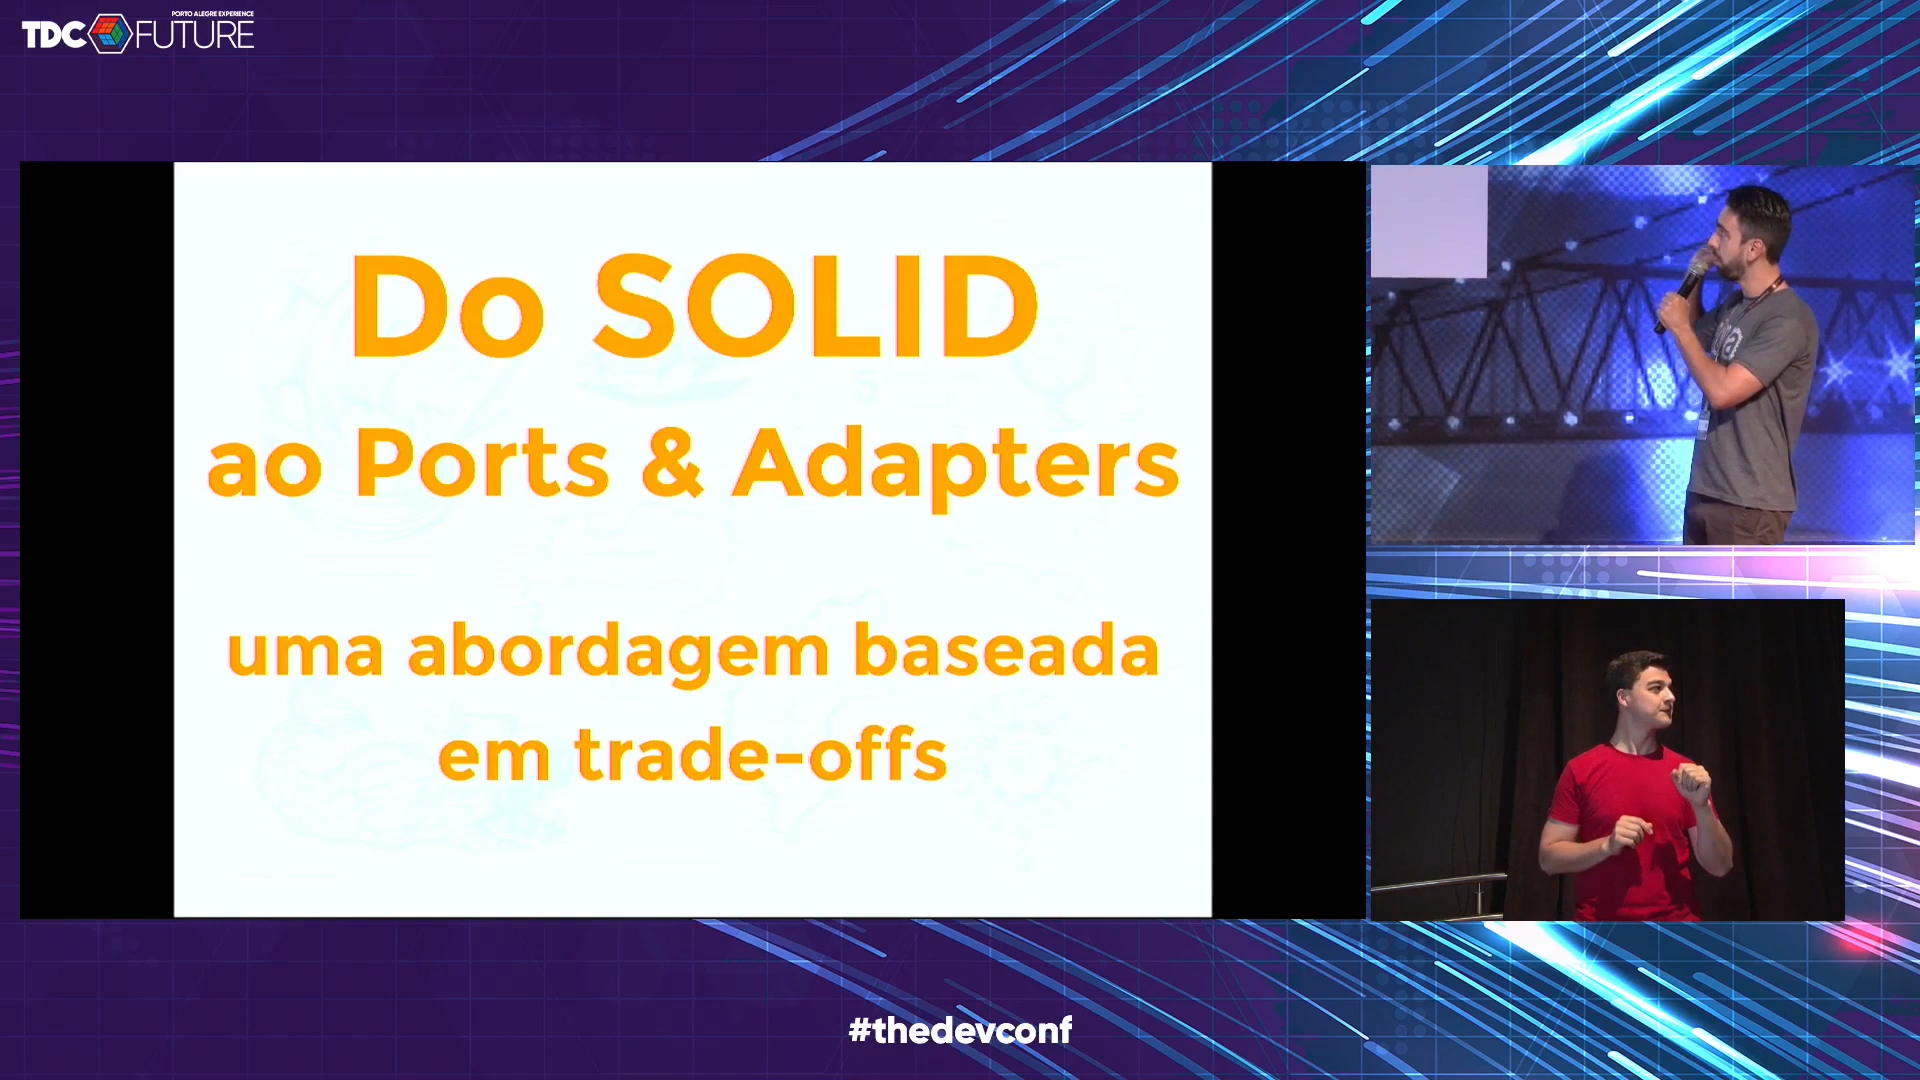 PORTO ALEGRE EXPERIENCE
TDC FUTURE
Do SOLID
ao Ports & Adapters
uma abordagem baseada
em trade-offs
#thedevconf